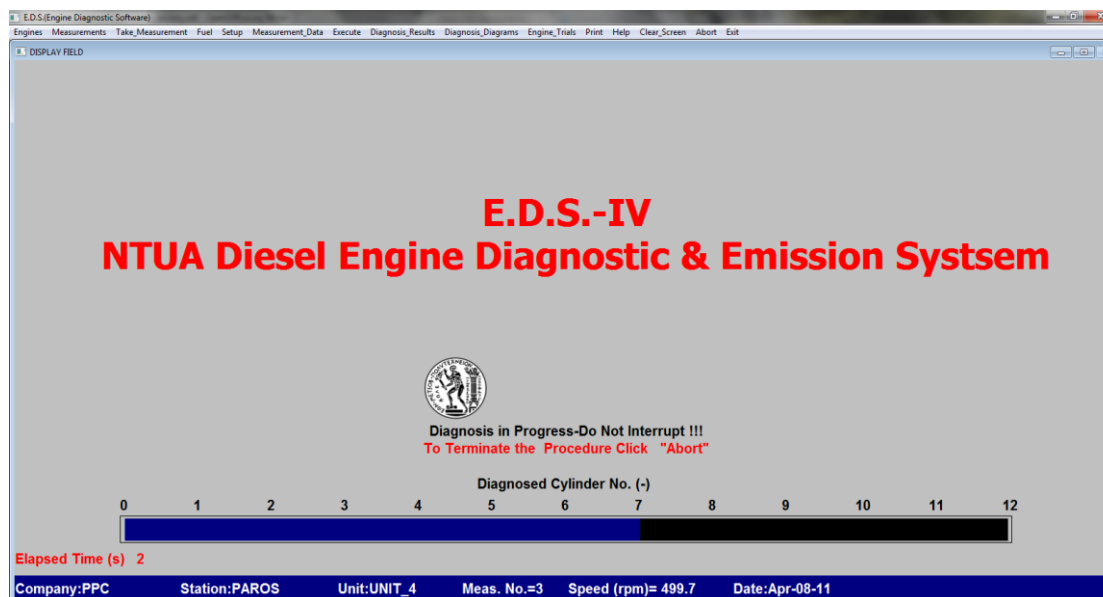 E.D.S.(Engine Diagnostic Software)
Engines Measurements Take_Measurement Fuel Setup Measurement_Data Execute Diagnosis_Results Diagnosis_Diagrams Engine_Trials Print Help Clear_Screen Abort Exit
DISPLAY FIELD
E.D.S.-IV
NTUA Diesel Engine Diagnostic & Emission Systsem
Diagnosis in Progress-Do Not Interrupt !!!
To Terminate the Procedure Click "Abort"
Diagnosed Cylinder No. (-)
0 1 2 3 4 5 6 7 8 9 10 11 12
Elapsed Time (s) 2
Company:PPC Station:PAROS Unit:UNIT_4 Meas. No.=3 Speed (rpm)= 499.7 Date:Apr-08-11